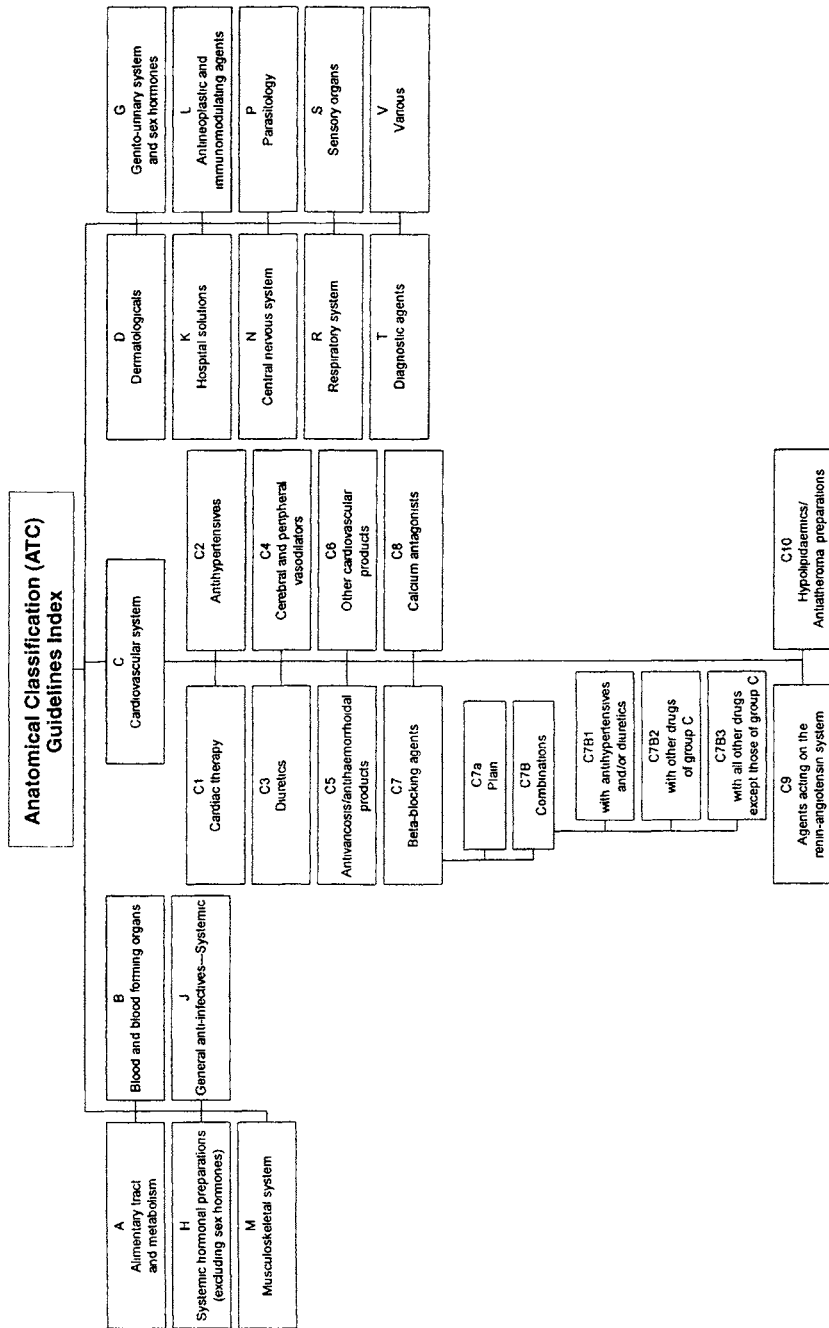 Anatomical Classification (ATC)
Guidelines Index
A
Alimentary tract
and metabolism
B
Blood and blood forming organs
H
Systemic hormonal preparations
(excluding sex hormones)
J
General anti-infectives—Systemic
M
Musculoskeletal system
C
Cardiovascular system
C1
Cardiac therapy
C2
Antihypertensives
C3
Diuretics
C4
Cerebral and peripheral
vasodilators
C5
Antivaricosis/antihaemorrhoidal
products
C6
Other cardiovascular
products
C7
Beta-blocking agents
C8
Calcium antagonists
C7a
Plain
C7B
Combinations
C7B1
with antihypertensives
and/or diuretics
C7B2
with other drugs
of group C
C7B3
with all other drugs
except those of group C
C9
Agents acting on the
renin-angiotensin system
C10
Hypolipidaemics/
Antiatheroma preparations
D
Dermatologicals
G
Genito-urinary system
and sex hormones
K
Hospital solutions
L
Antineoplastic and
immunomodulating agents
N
Central nervous system
P
Parasitology
R
Respiratory system
S
Sensory organs
T
Diagnostic agents
V
Various